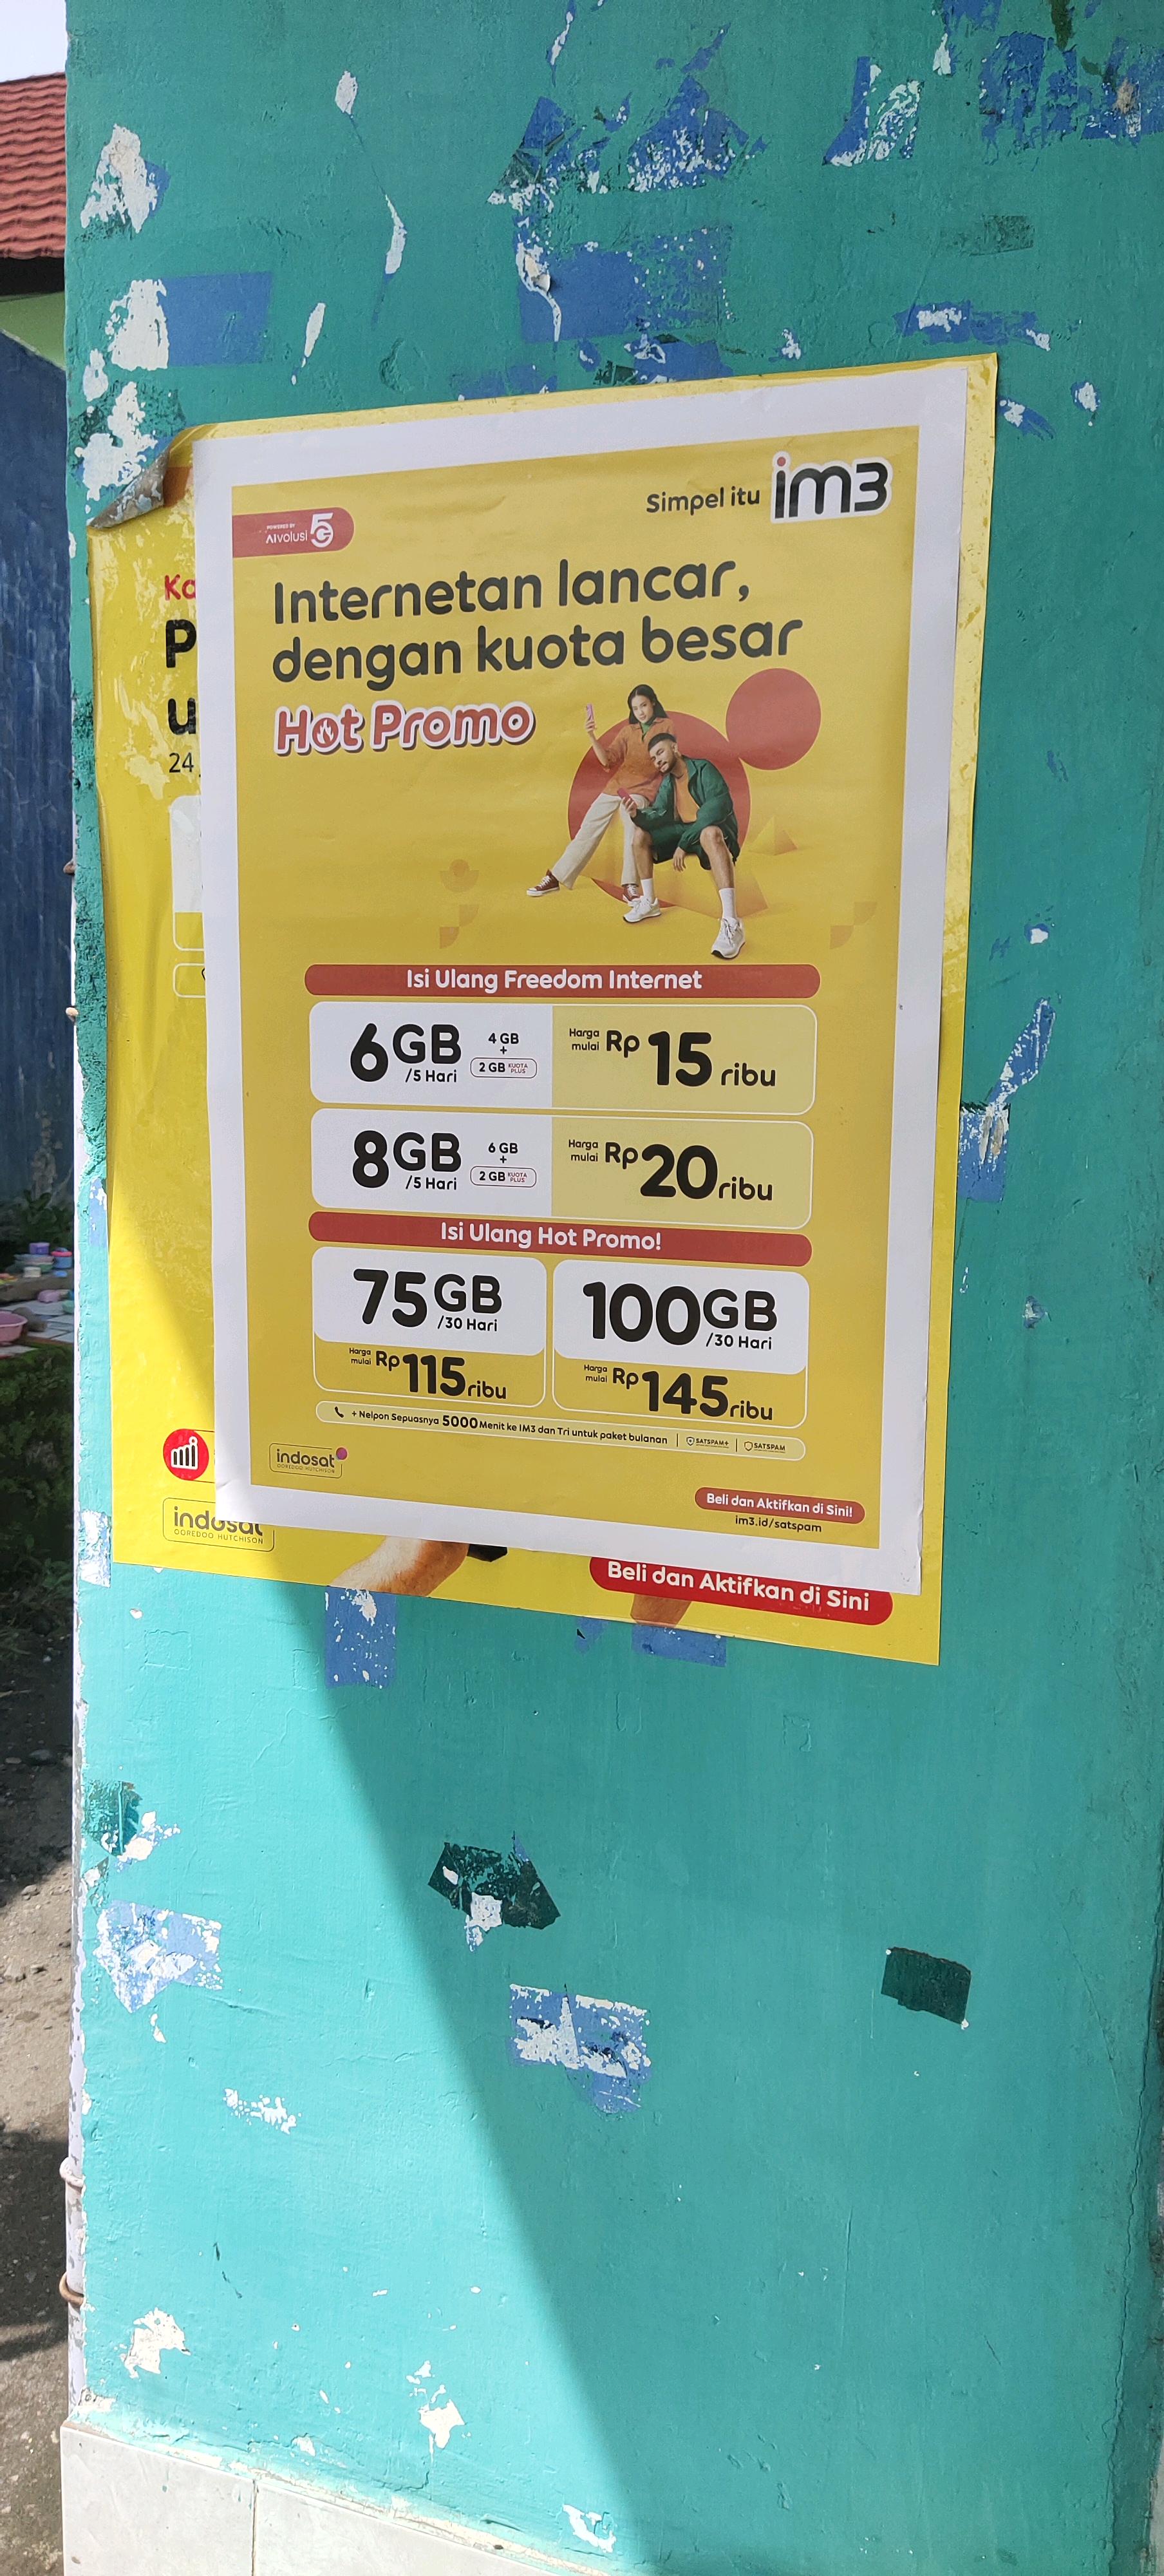 Simpel itu im3
POWERED BY
AIvolusi 5G
Internetan lancar,
dengan kuota besar
Hot Promo
Isi Ulang Freedom Internet
6GB /5 Hari
4 GB
+
2 GB KUOTA PLUS
Harga mulai Rp 15 ribu
8GB /5 Hari
6 GB
+
2 GB KUOTA PLUS
Harga mulai Rp 20 ribu
Isi Ulang Hot Promo!
75GB /30 Hari
Harga mulai Rp 115 ribu
100GB /30 Hari
Harga mulai Rp 145 ribu
+ Nelpon Sepuasnya 5000 Menit ke IM3 dan Tri untuk paket bulanan | SATSPAM+ | SATSPAM
indosat
OOREDOO HUTCHISON
Beli dan Aktifkan di Sini!
im3.id/satspam
Ka
P
u
24
indosat
OOREDOO HUTCHISON
Beli dan Aktifkan di Sini